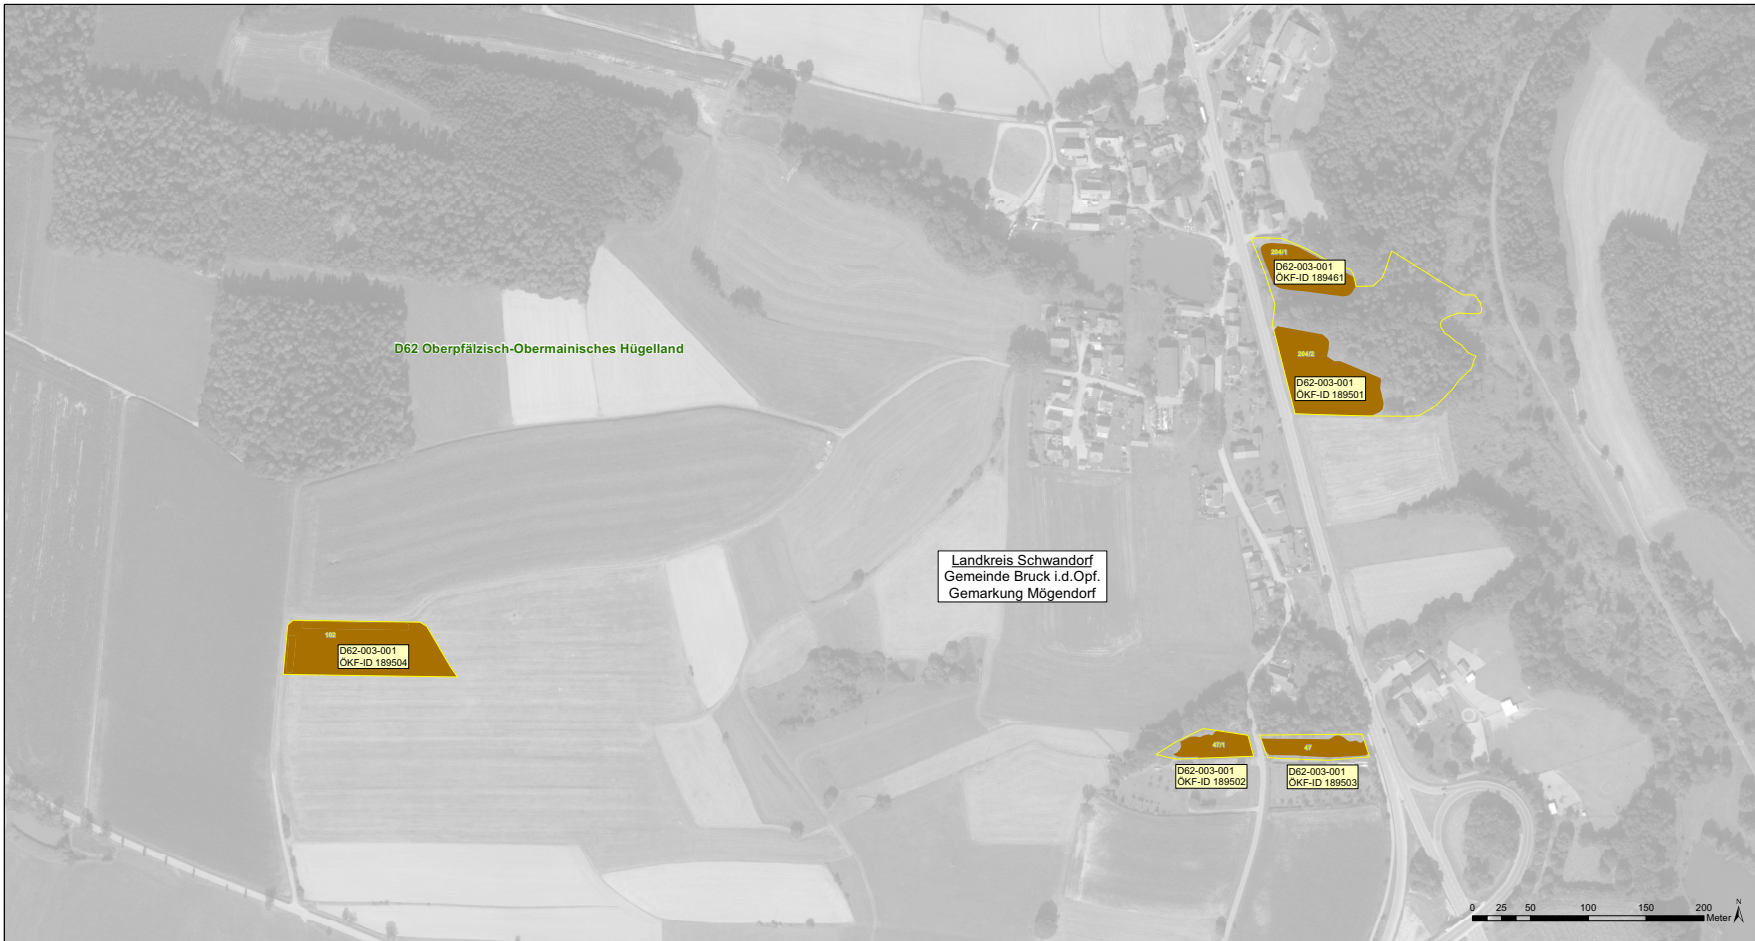 204/1
D62-003-001
ÖKF-ID 189461
D62 Oberpfälzisch-Obermainisches Hügelland
204/2
D62-003-001
ÖKF-ID 189501
Landkreis Schwandorf
Gemeinde Bruck i.d.Opf.
Gemarkung Mögendorf
102
D62-003-001
ÖKF-ID 189504
47/1
47
D62-003-001
ÖKF-ID 189502
D62-003-001
ÖKF-ID 189503
0 25 50 100 150 200
Meter
N